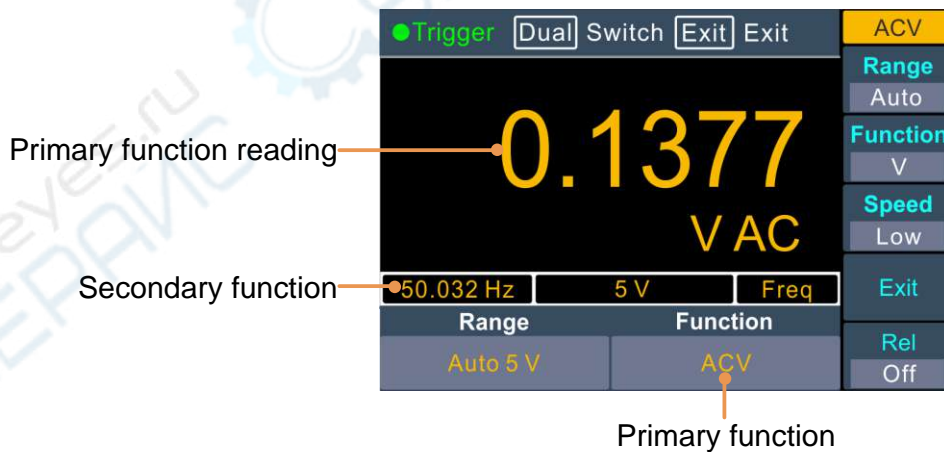 Trigger Dual Switch Exit Exit
ACV
Range
Auto
Primary function reading
0.1377
V AC
Function
V
Speed
Low
Secondary function
50.032 Hz
5 V
Freq
Exit
Range
Function
Auto 5 V
ACV
Rel
Off
Primary function